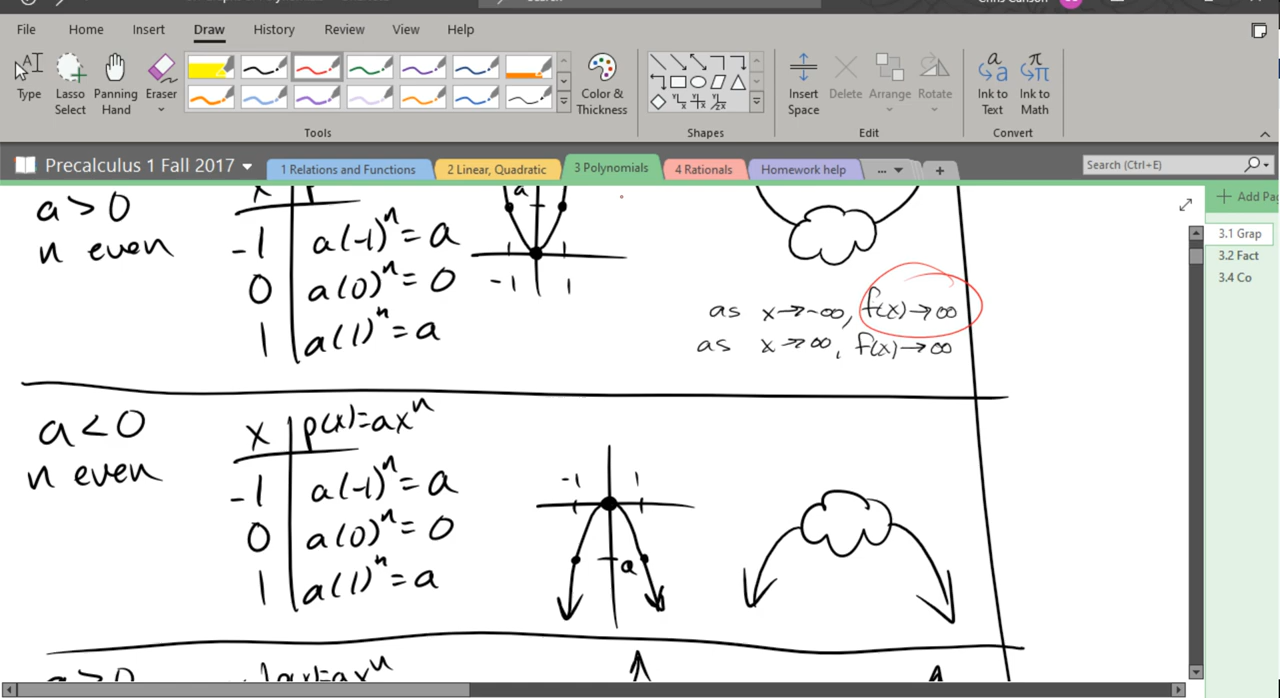 File Home Insert Draw History Review View Help
Type
Lasso Select
Panning Hand
Eraser
Color & Thickness
Insert Space
Delete
Arrange
Rotate
Ink to Text
Ink to Math
Tools Shapes Edit Convert
Precalculus 1 Fall 2017
1 Relations and Functions
2 Linear, Quadratic
3 Polynomials
4 Rationals
Homework help
...
Search (Ctrl+E)
Add Pa
3.1 Grap
3.2 Fact
3.4 Co
a > 0
n even
-1 a(-1)ⁿ = a
0 a(0)ⁿ = 0
1 a(1)ⁿ = a
a
-1 1
as x→-∞, f(x)→∞
as x→∞, f(x)→∞
a < 0
n even
x p(x)=axⁿ
-1 a(-1)ⁿ = a
0 a(0)ⁿ = 0
1 a(1)ⁿ = a
-1 1
a